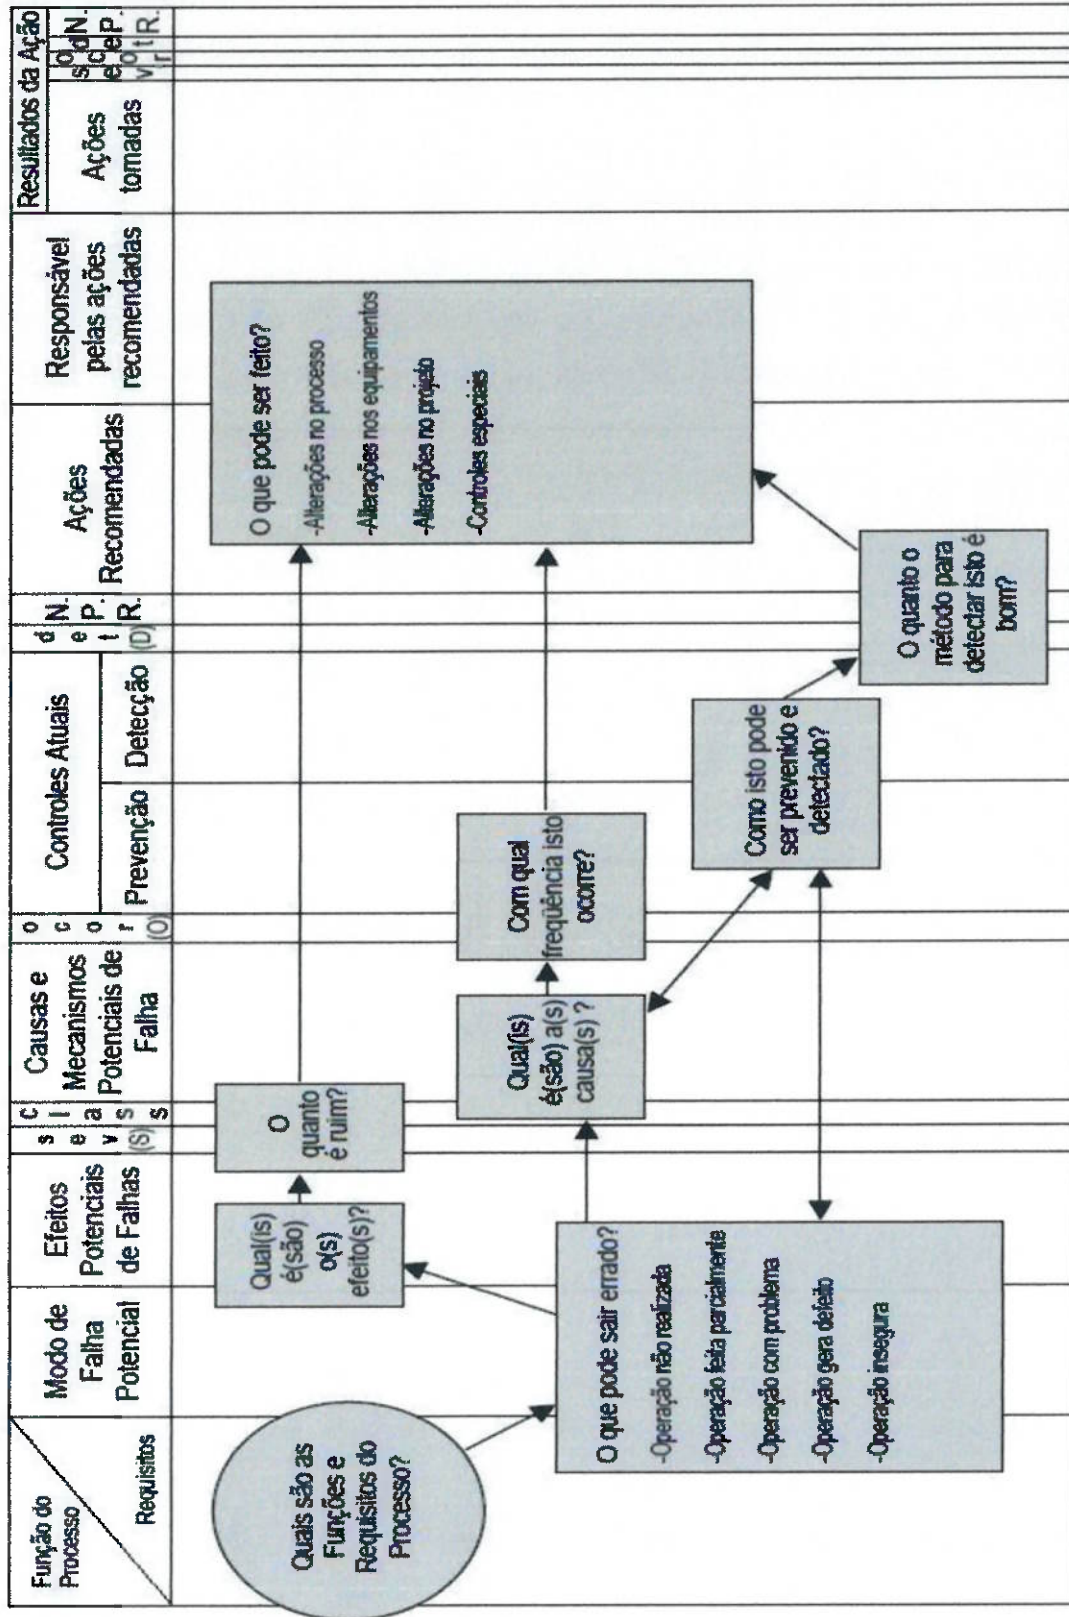 Função do
Processo
Requisitos
Modo de
Falha
Potencial
Efeitos
Potenciais
de Falhas
s
e
v
(S)
C
l
a
s
s
Causas e
Mecanismos
Potenciais de
Falha
o
c
o
r
(O)
Controles Atuais
Prevenção
Detecção
d
e
t
(D)
N.
P.
R.
Ações
Recomendadas
Responsável
pelas ações
recomendadas
Resultados da Ação
Ações
tomadas
s
e
v
o
c
o
r
d
e
t
N.
P.
R.
Quais são as
Funções e
Requisitos do
Processo?
O que pode sair errado?
-Operação não realizada
-Operação feita parcialmente
-Operação com problema
-Operação gera defeito
-Operação insegura
Qual(is)
é(são)
o(s)
efeito(s)?
O
quanto
é ruim?
Qual(is)
é(são) a(s)
causa(s) ?
Com qual
freqüência isto
ocorre?
Como isto pode
ser prevenido e
detectado?
O quanto o
método para
detectar isto é
bom?
O que pode ser feito?
-Alterações no processo
-Alterações nos equipamentos
-Alterações no projeto
-Controles especiais